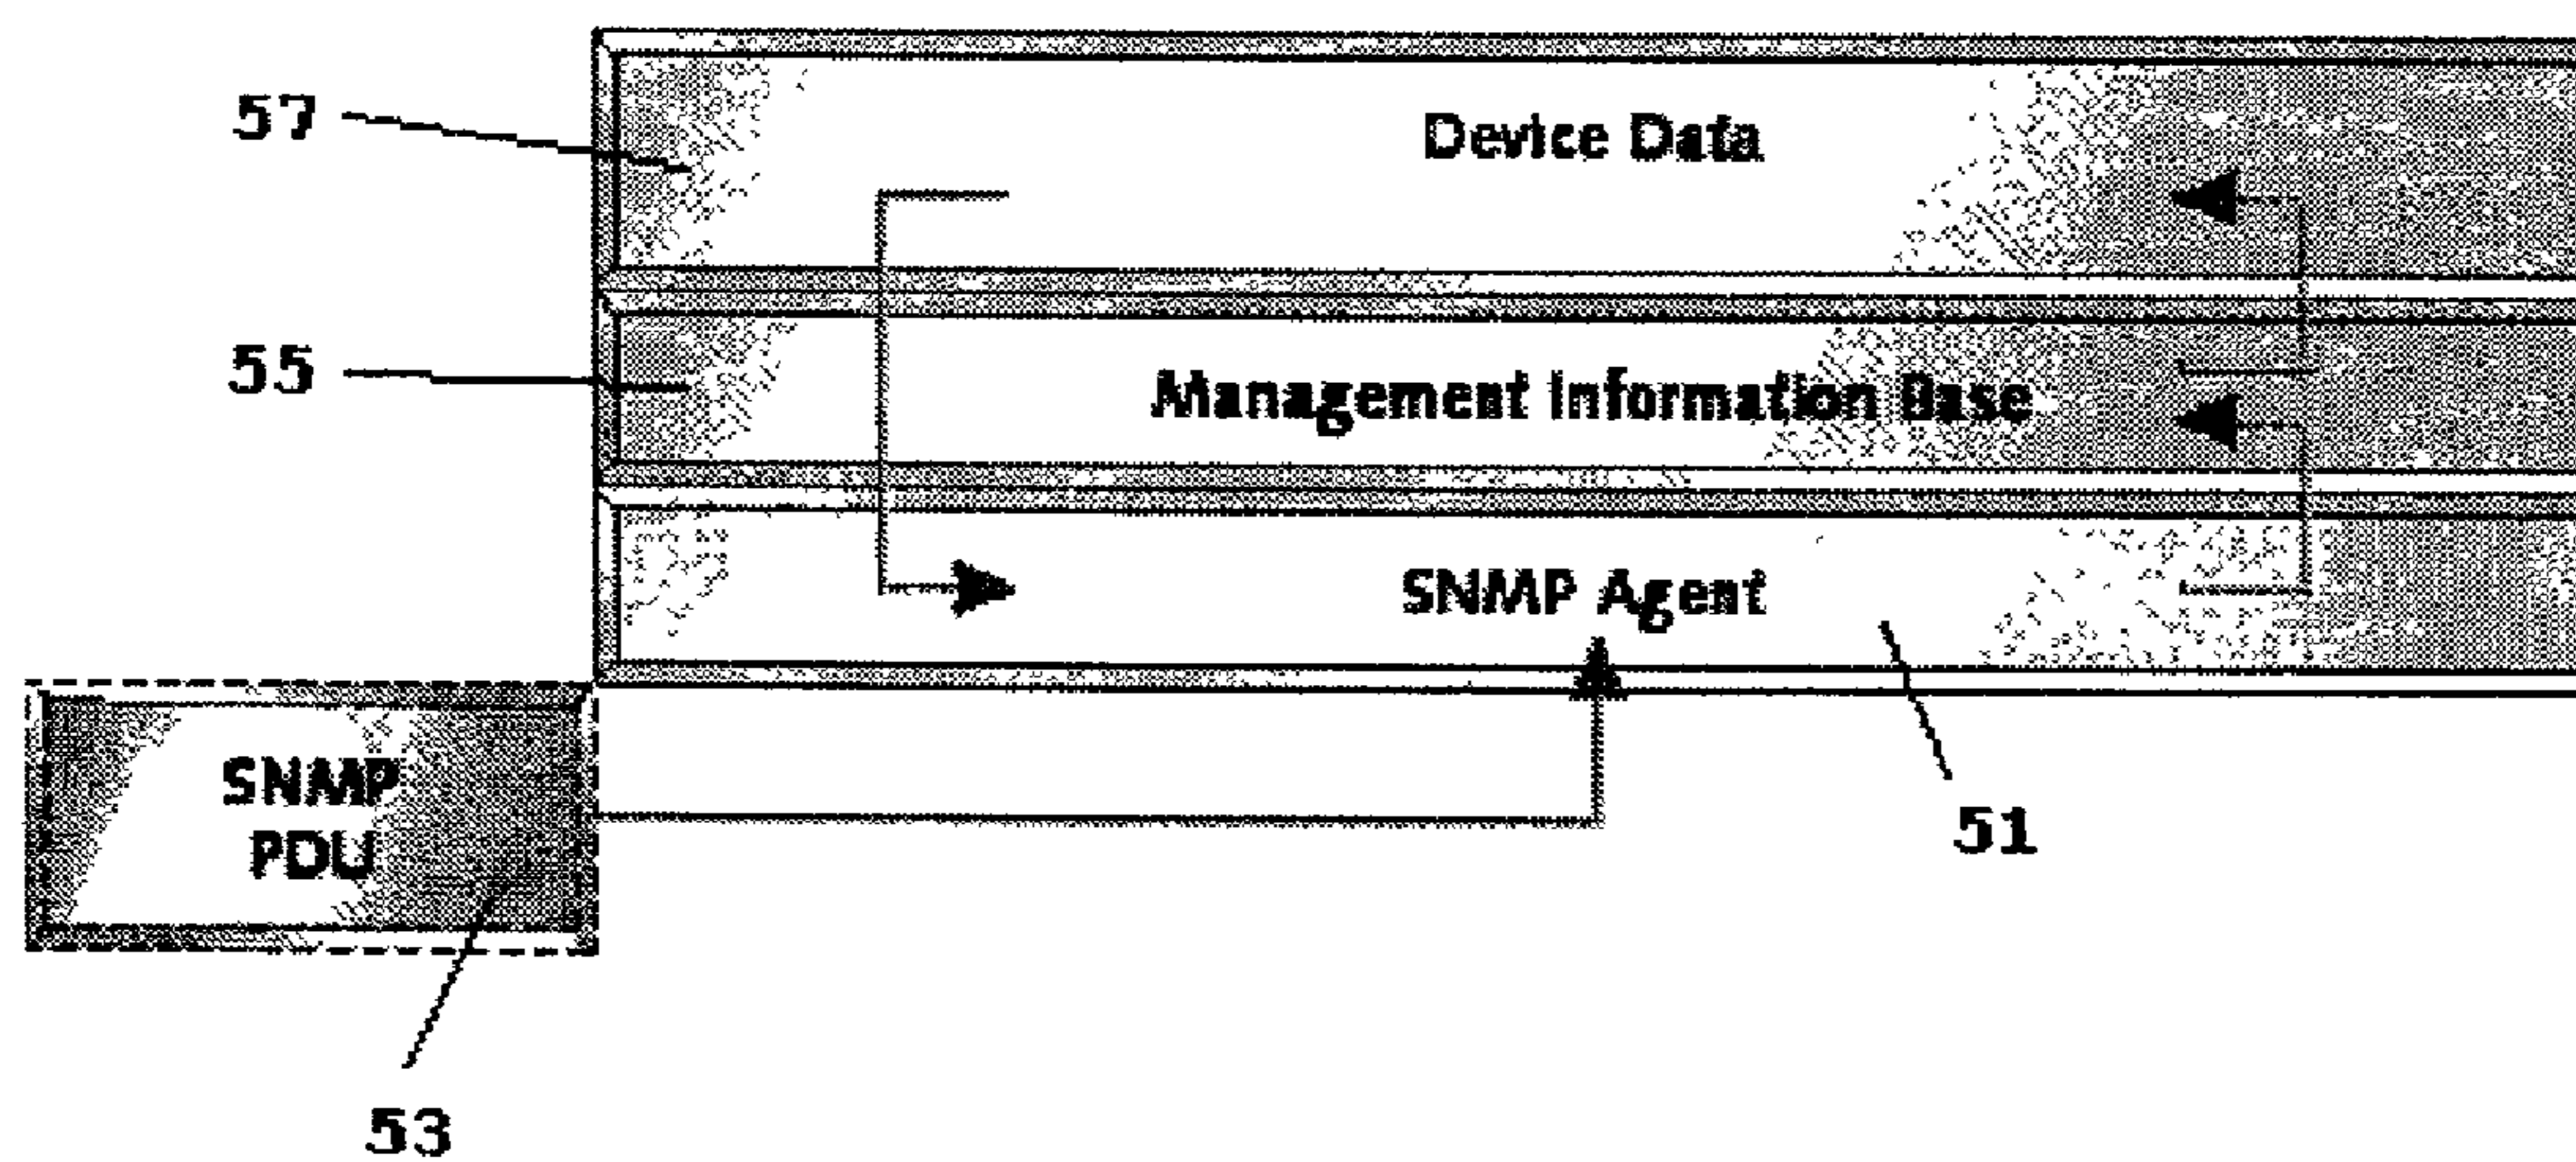 57
Device Data
55
Management Information Base
SNMP Agent
SNMP
PDU
51
53